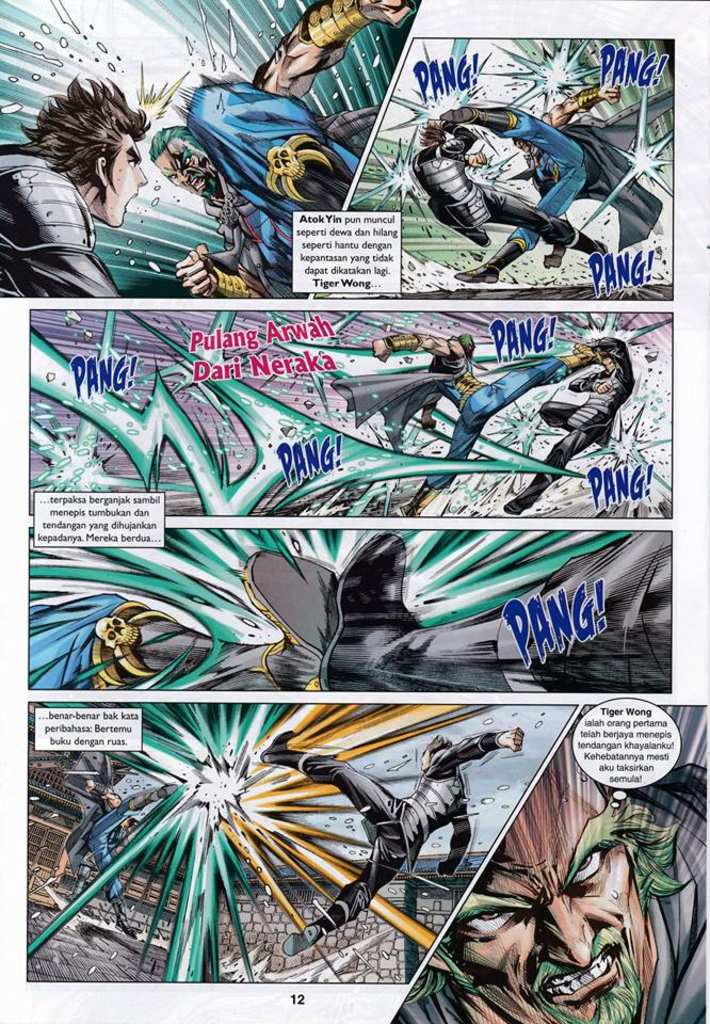 PANG!
PANG!
Atok Yin pun muncul
seperti dewa dan hilang
seperti hantu dengan
kepantasan yang tidak
dapat dikatakan lagi.
Tiger Wong...
PANG!
Pulang Arwah
Dari Neraka
PANG!
PANG!
PANG!
PANG!
...terpaksa berganjak sambil
menepis tumbukan dan
tendangan yang dihujankan
kepadanya. Mereka berdua...
PANG!
...benar-benar bak kata
peribahasa: Bertemu
buku dengan ruas.
Tiger Wong
ialah orang pertama
telah berjaya menepis
tendangan khayalanku!
Kehebatannya mesti
aku taksirkan
semula!
12